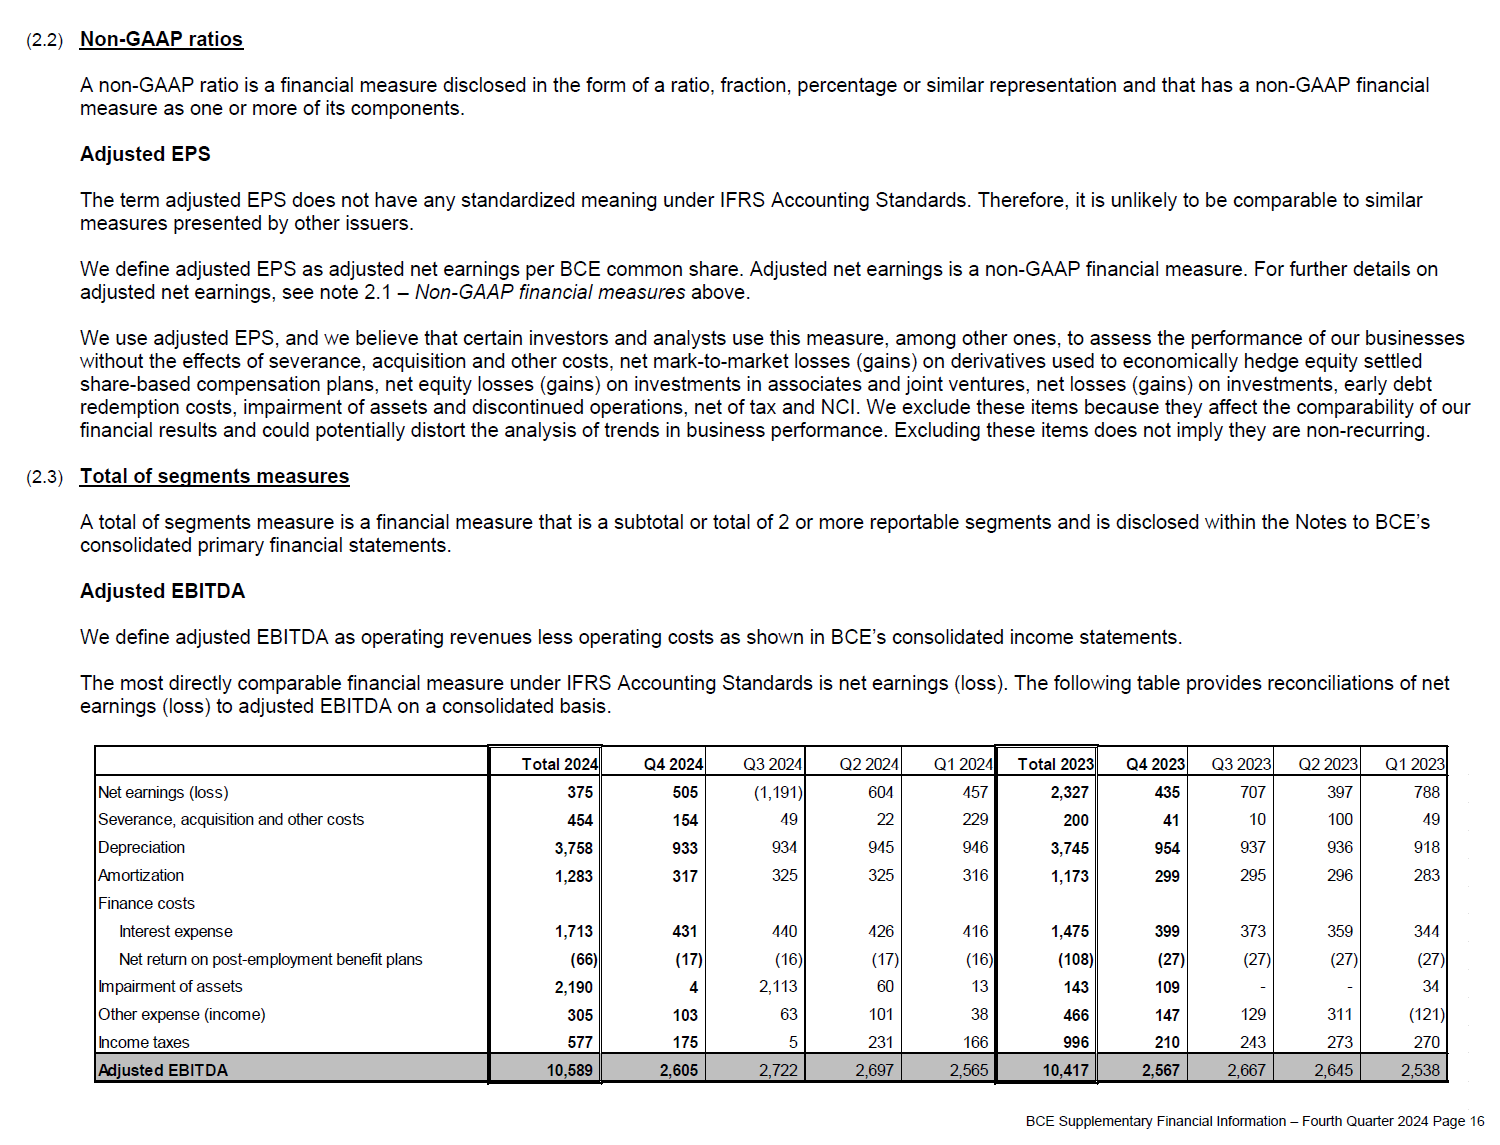 (2.2) Non-GAAP ratios
A non-GAAP ratio is a financial measure disclosed in the form of a ratio, fraction, percentage or similar representation and that has a non-GAAP financial
measure as one or more of its components.
Adjusted EPS
The term adjusted EPS does not have any standardized meaning under IFRS Accounting Standards. Therefore, it is unlikely to be comparable to similar
measures presented by other issuers.
We define adjusted EPS as adjusted net earnings per BCE common share. Adjusted net earnings is a non-GAAP financial measure. For further details on
adjusted net earnings, see note 2.1 – Non-GAAP financial measures above.
We use adjusted EPS, and we believe that certain investors and analysts use this measure, among other ones, to assess the performance of our businesses
without the effects of severance, acquisition and other costs, net mark-to-market losses (gains) on derivatives used to economically hedge equity settled
share-based compensation plans, net equity losses (gains) on investments in associates and joint ventures, net losses (gains) on investments, early debt
redemption costs, impairment of assets and discontinued operations, net of tax and NCI. We exclude these items because they affect the comparability of our
financial results and could potentially distort the analysis of trends in business performance. Excluding these items does not imply they are non-recurring.
(2.3) Total of segments measures
A total of segments measure is a financial measure that is a subtotal or total of 2 or more reportable segments and is disclosed within the Notes to BCE’s
consolidated primary financial statements.
Adjusted EBITDA
We define adjusted EBITDA as operating revenues less operating costs as shown in BCE’s consolidated income statements.
The most directly comparable financial measure under IFRS Accounting Standards is net earnings (loss). The following table provides reconciliations of net
earnings (loss) to adjusted EBITDA on a consolidated basis.
Total 2024 Q4 2024 Q3 2024 Q2 2024 Q1 2024 Total 2023 Q4 2023 Q3 2023 Q2 2023 Q1 2023
Net earnings (loss) 375 505 (1,191) 604 457 2,327 435 707 397 788
Severance, acquisition and other costs 454 154 49 22 229 200 41 10 100 49
Depreciation 3,758 933 934 945 946 3,745 954 937 936 918
Amortization 1,283 317 325 325 316 1,173 299 295 296 283
Finance costs
Interest expense 1,713 431 440 426 416 1,475 399 373 359 344
Net return on post-employment benefit plans (66) (17) (16) (17) (16) (108) (27) (27) (27) (27)
Impairment of assets 2,190 4 2,113 60 13 143 109 - - 34
Other expense (income) 305 103 63 101 38 466 147 129 311 (121)
Income taxes 577 175 5 231 166 996 210 243 273 270
Adjusted EBITDA 10,589 2,605 2,722 2,697 2,565 10,417 2,567 2,667 2,645 2,538
BCE Supplementary Financial Information – Fourth Quarter 2024 Page 16